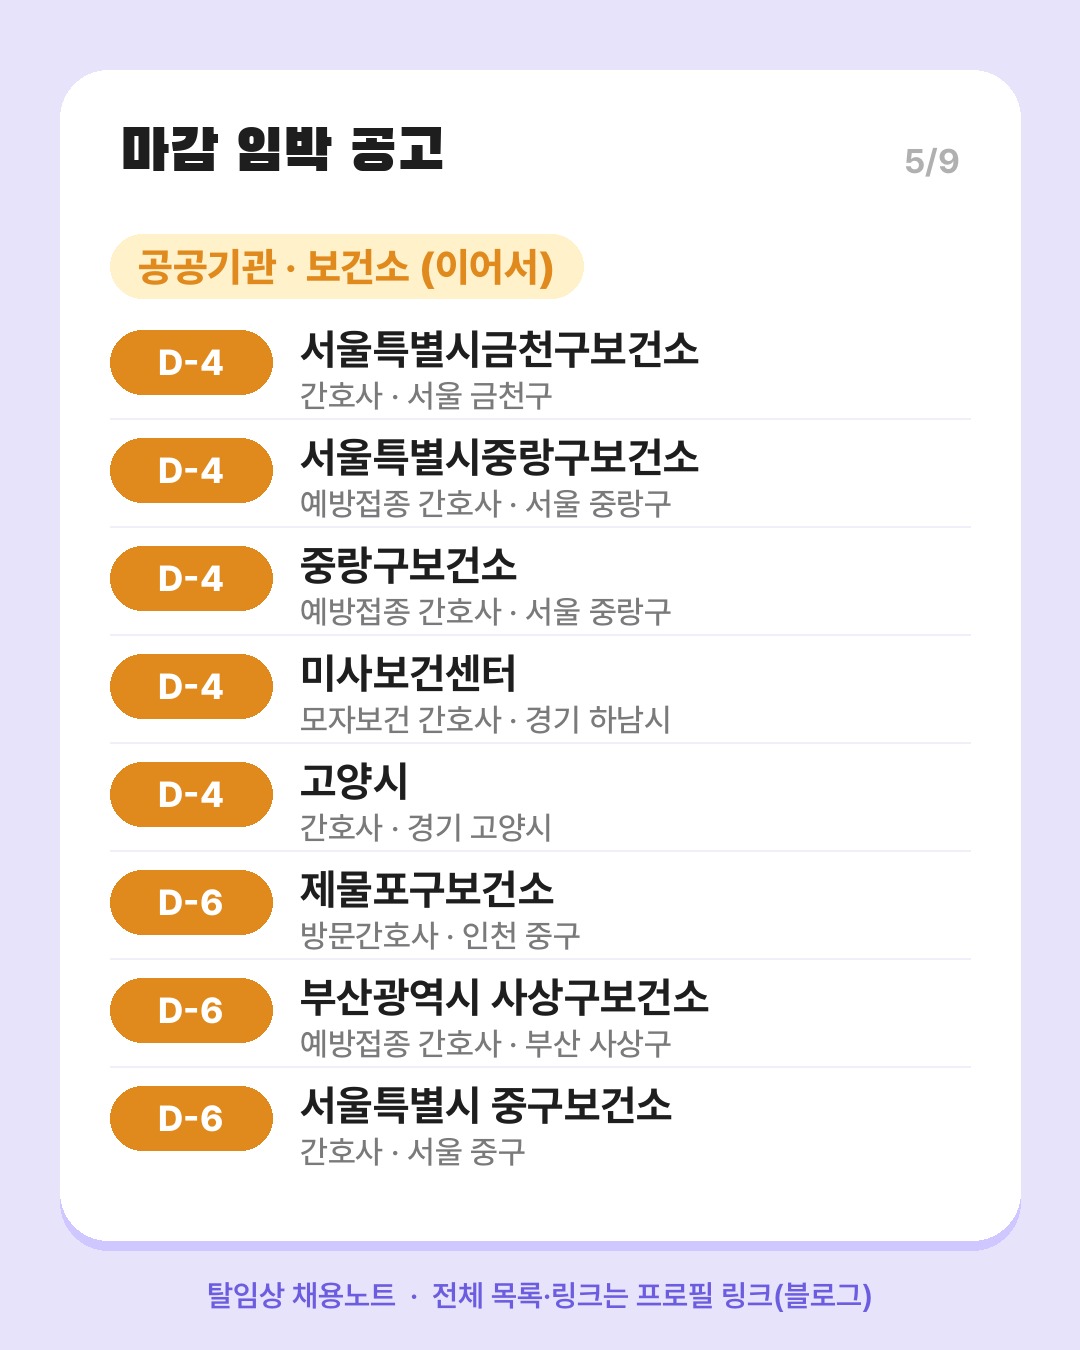 마감 임박 공고
5/9
공공기관 · 보건소 (이어서)
D-4
서울특별시금천구보건소
간호사 · 서울 금천구
D-4
서울특별시중랑구보건소
예방접종 간호사 · 서울 중랑구
D-4
중랑구보건소
예방접종 간호사 · 서울 중랑구
D-4
미사보건센터
모자보건 간호사 · 경기 하남시
D-4
고양시
간호사 · 경기 고양시
D-6
제물포구보건소
방문간호사 · 인천 중구
D-6
부산광역시 사상구보건소
예방접종 간호사 · 부산 사상구
D-6
서울특별시 중구보건소
간호사 · 서울 중구
탈임상 채용노트 · 전체 목록·링크는 프로필 링크(블로그)